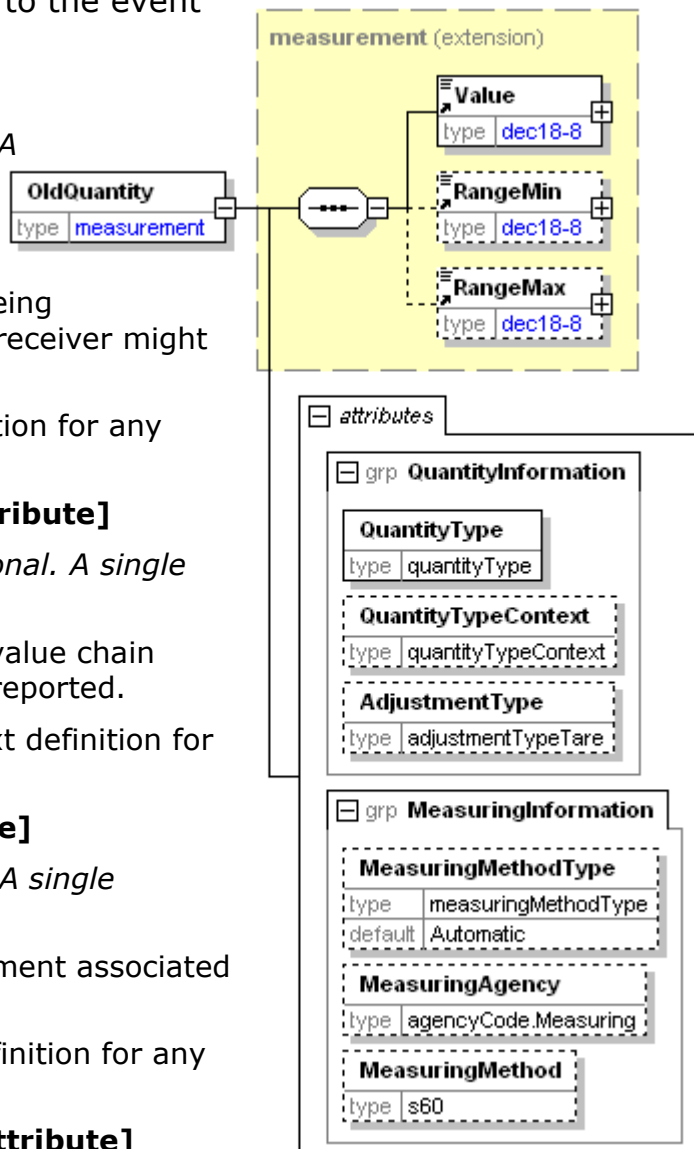 to the event
A
eing
receiver might
tion for any
ribute]
onal. A single
value chain
reported.
xt definition for
e]
A single
ment associated
finition for any
ttribute]
measurement (extension)
Value
type dec18-8
OldQuantity
type measurement
RangeMin
type dec18-8
RangeMax
type dec18-8
attributes
grp QuantityInformation
QuantityType
type quantityType
QuantityTypeContext
type quantityTypeContext
AdjustmentType
type adjustmentTypeTare
grp MeasuringInformation
MeasuringMethodType
type measuringMethodType
default Automatic
MeasuringAgency
type agencyCode.Measuring
MeasuringMethod
type s60